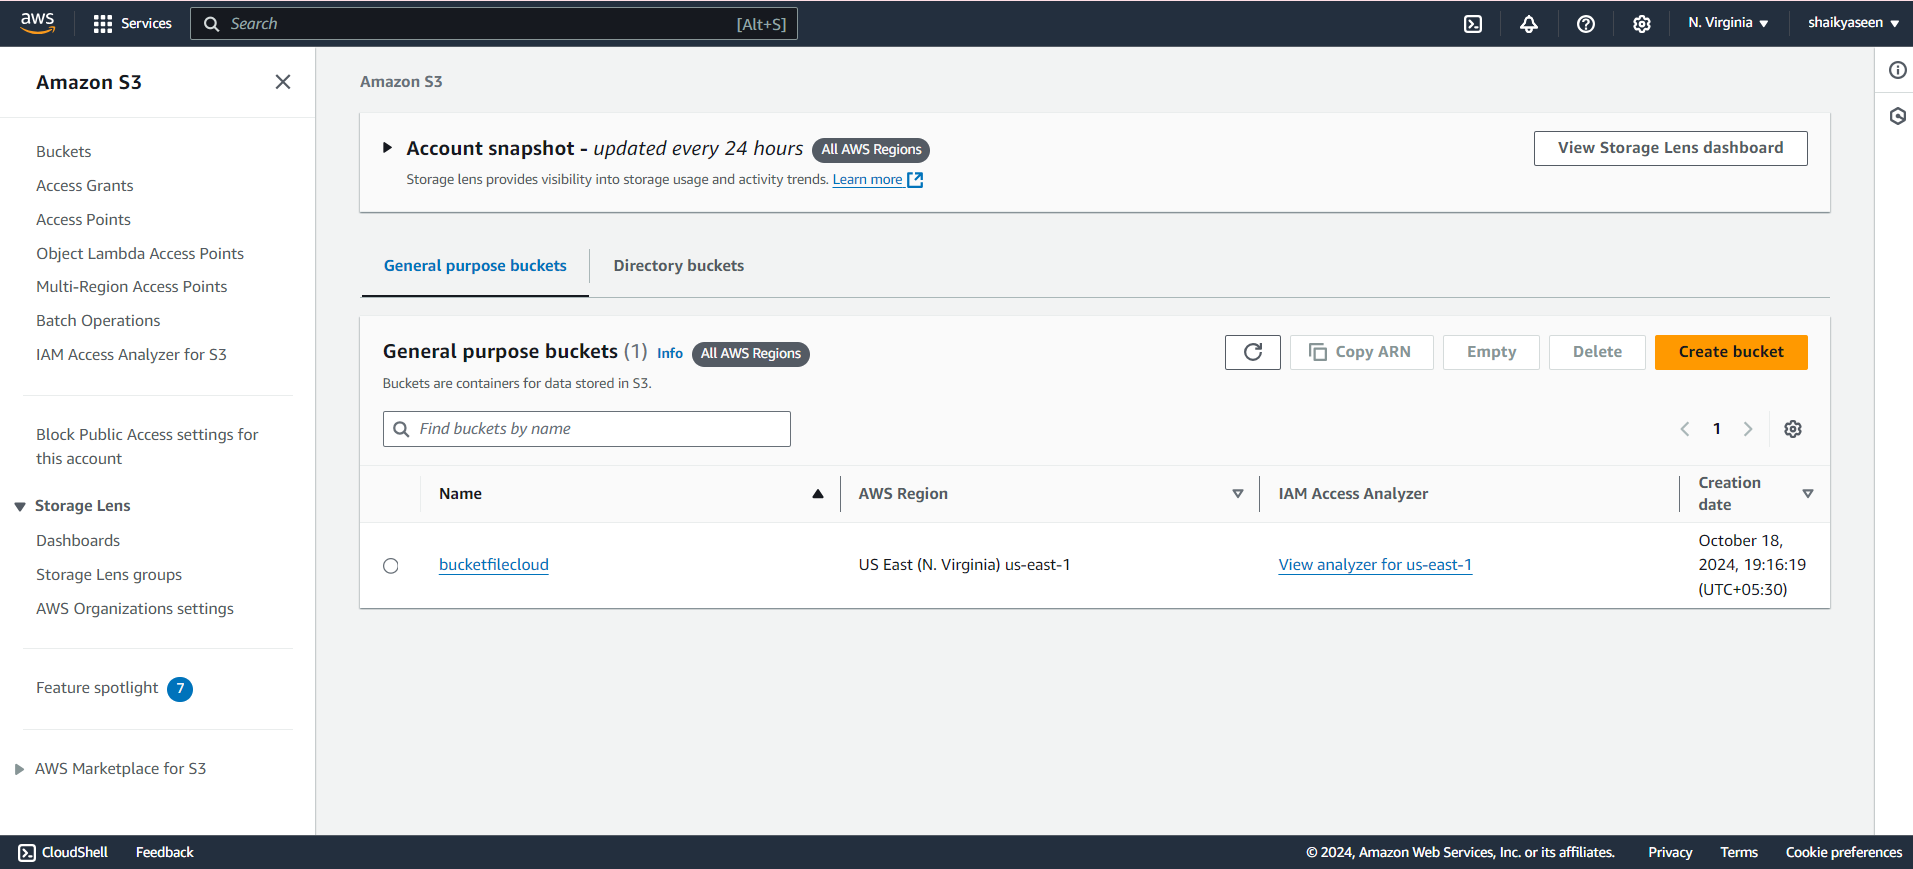 aws Services Search [Alt+S] N. Virginia shaikyaseen
Amazon S3
Buckets
Access Grants
Access Points
Object Lambda Access Points
Multi-Region Access Points
Batch Operations
IAM Access Analyzer for S3
Block Public Access settings for
this account
Storage Lens
Dashboards
Storage Lens groups
AWS Organizations settings
Feature spotlight 7
AWS Marketplace for S3
Amazon S3
Account snapshot - updated every 24 hours All AWS Regions View Storage Lens dashboard
Storage lens provides visibility into storage usage and activity trends. Learn more
General purpose buckets Directory buckets
General purpose buckets (1) Info All AWS Regions Copy ARN Empty Delete Create bucket
Buckets are containers for data stored in S3.
Find buckets by name 1
Name AWS Region IAM Access Analyzer Creation
date
bucketfilecloud US East (N. Virginia) us-east-1 View analyzer for us-east-1 October 18,
2024, 19:16:19
(UTC+05:30)
CloudShell Feedback © 2024, Amazon Web Services, Inc. or its affiliates. Privacy Terms Cookie preferences